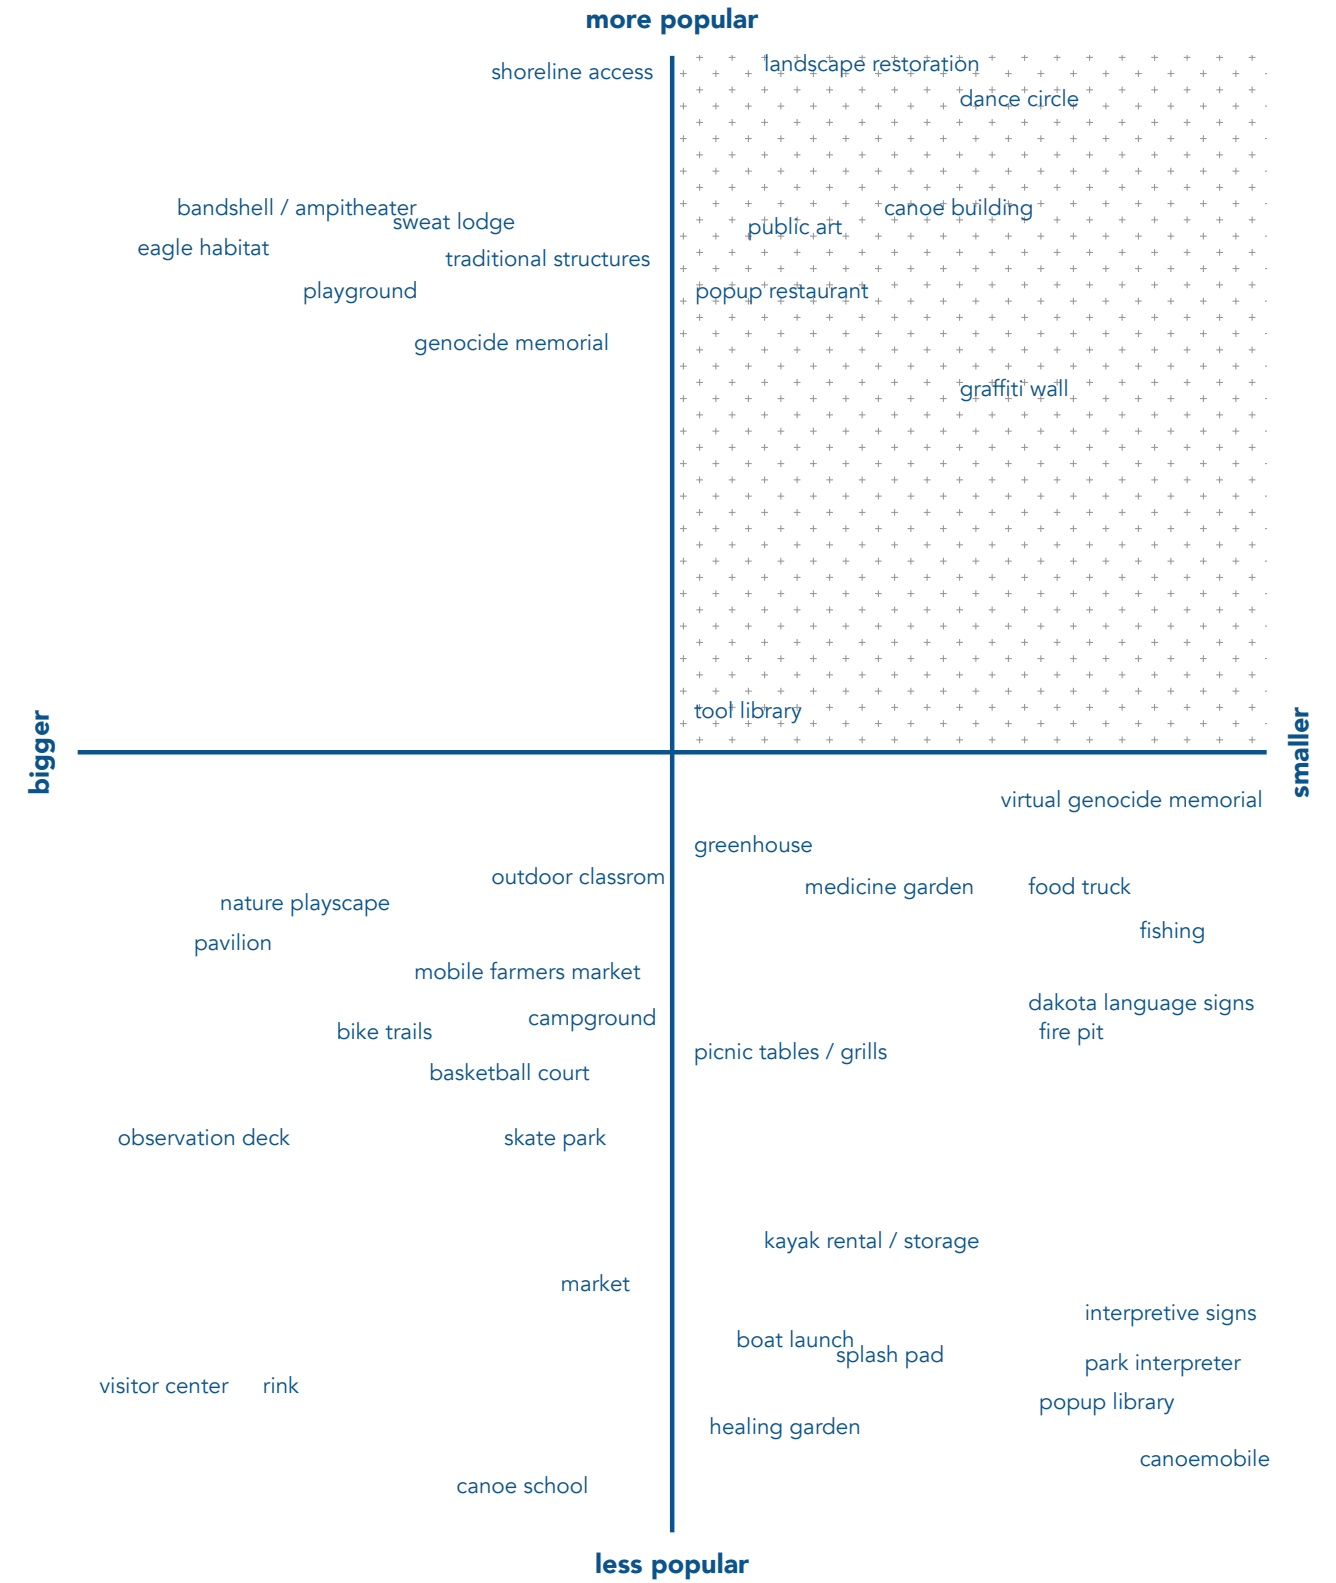 more popular
shoreline access
landscape restoration
dance circle
bandshell / ampitheater
sweat lodge
canoe building
public art
eagle habitat
traditional structures
playground
popup restaurant
genocide memorial
graffiti wall
tool library
bigger
smaller
virtual genocide memorial
greenhouse
outdoor classrom
medicine garden
food truck
nature playscape
fishing
pavilion
mobile farmers market
dakota language signs
campground
bike trails
fire pit
picnic tables / grills
basketball court
observation deck
skate park
kayak rental / storage
market
interpretive signs
boat launch
splash pad
park interpreter
visitor center
rink
popup library
healing garden
canoemobile
canoe school
less popular